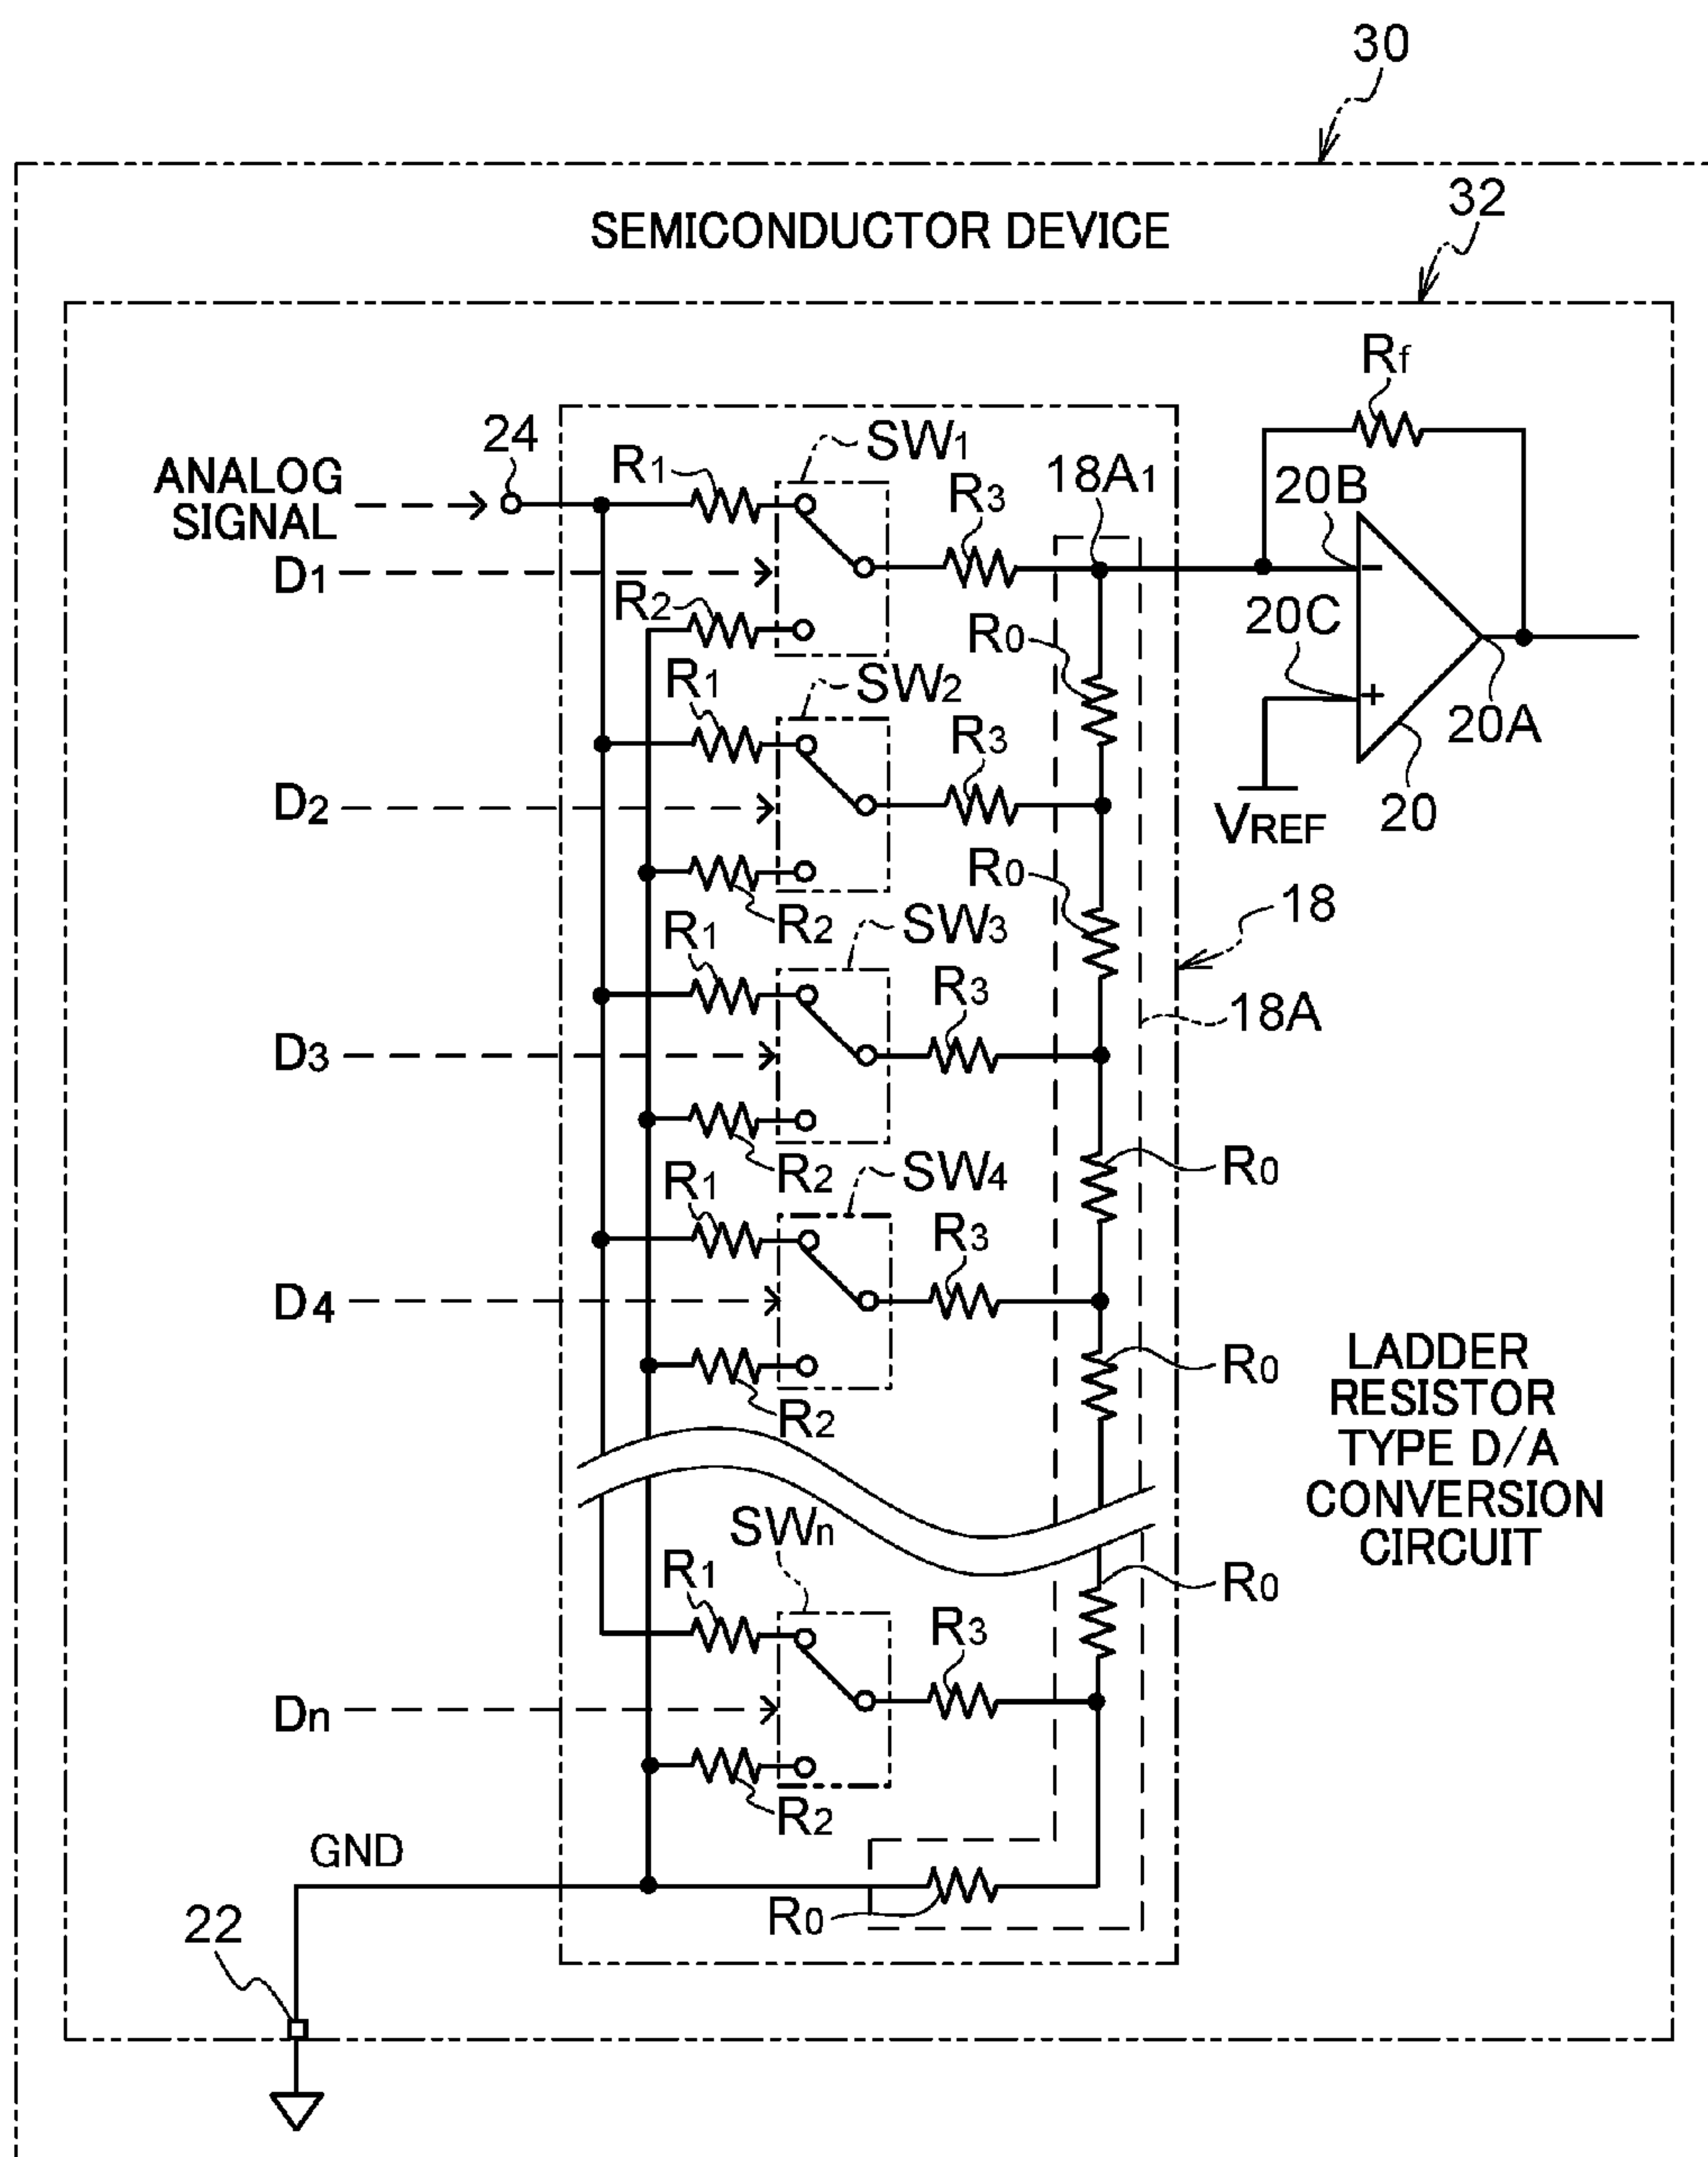 30
SEMICONDUCTOR DEVICE
32
Rf
24
ANALOG
SIGNAL
R1
SW1
R3
18A1
20B
D1
R2
R0
20C
20A
R1
SW2
R3
D2
R0
VREF
20
R2
R1
SW3
18
R3
18A
D3
R2
R1
SW4
R0
R3
D4
R0
LADDER
RESISTOR
TYPE D/A
CONVERSION
CIRCUIT
R2
SWn
R1
R0
R3
Dn
R2
GND
R0
22